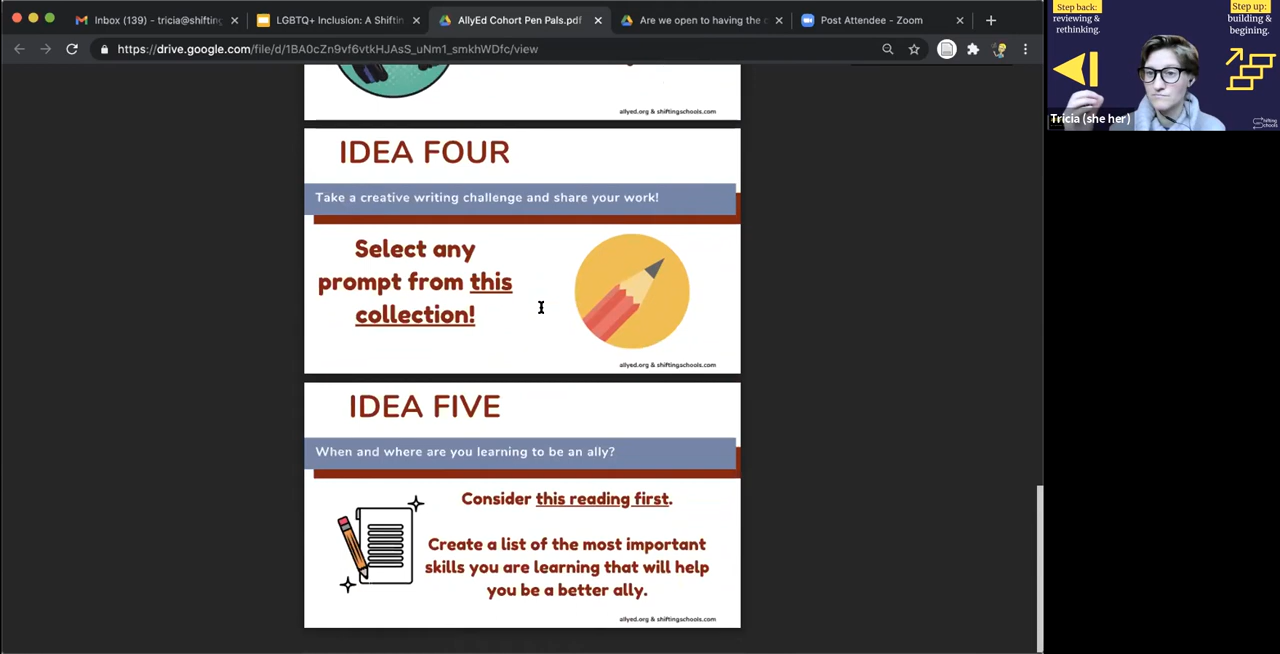 Inbox (139) - tricia@shifting
LGBTQ+ Inclusion: A Shiftin
AllyEd Cohort Pen Pals.pdf
Are we open to having the c
Post Attendee - Zoom
https://drive.google.com/file/d/1BA0cZn9vf6vtkHJAsS_uNm1_smkhWDfc/view
allyed.org & shiftingschools.com
IDEA FOUR
Take a creative writing challenge and share your work!
Select any
prompt from this
collection!
allyed.org & shiftingschools.com
IDEA FIVE
When and where are you learning to be an ally?
Consider this reading first.
Create a list of the most important
skills you are learning that will help
you be a better ally.
allyed.org & shiftingschools.com
Step back:
reviewing &
rethinking.
Step up:
building &
begining.
Tricia (she her)
Shifting
Schools